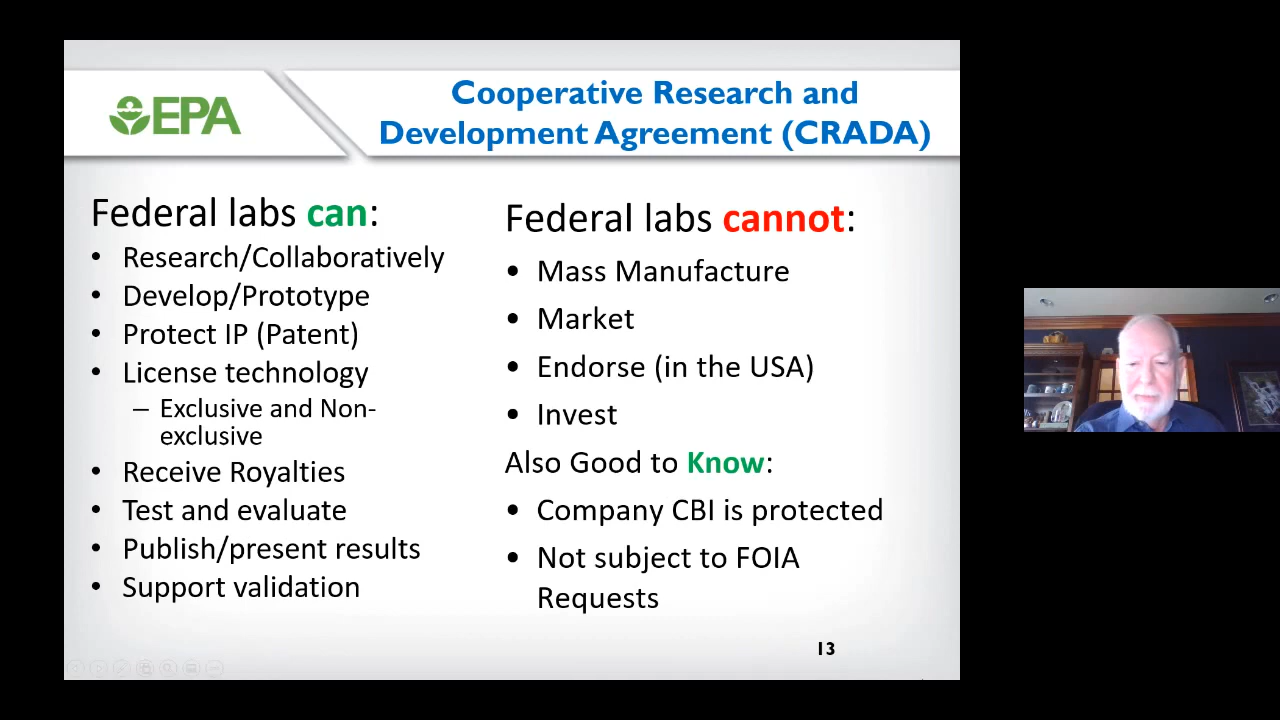 EPA
Cooperative Research and
Development Agreement (CRADA)
Federal labs can:
• Research/Collaboratively
• Develop/Prototype
• Protect IP (Patent)
• License technology
– Exclusive and Non-
exclusive
• Receive Royalties
• Test and evaluate
• Publish/present results
• Support validation
Federal labs cannot:
• Mass Manufacture
• Market
• Endorse (in the USA)
• Invest
Also Good to Know:
• Company CBI is protected
• Not subject to FOIA
Requests
13